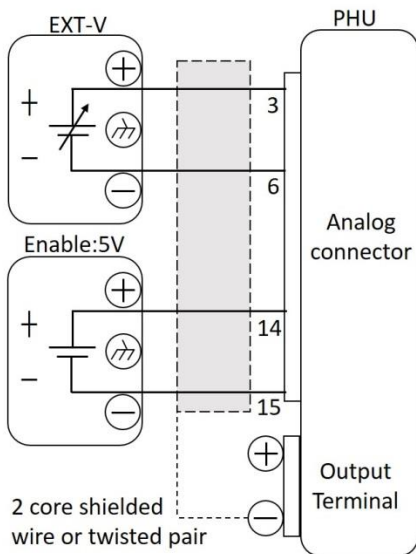 EXT-V
PHU
+
+
3
-
-
6
Analog
connector
Enable:5V
+
+
14
-
-
15
+
2 core shielded
wire or twisted pair
Output
Terminal
-